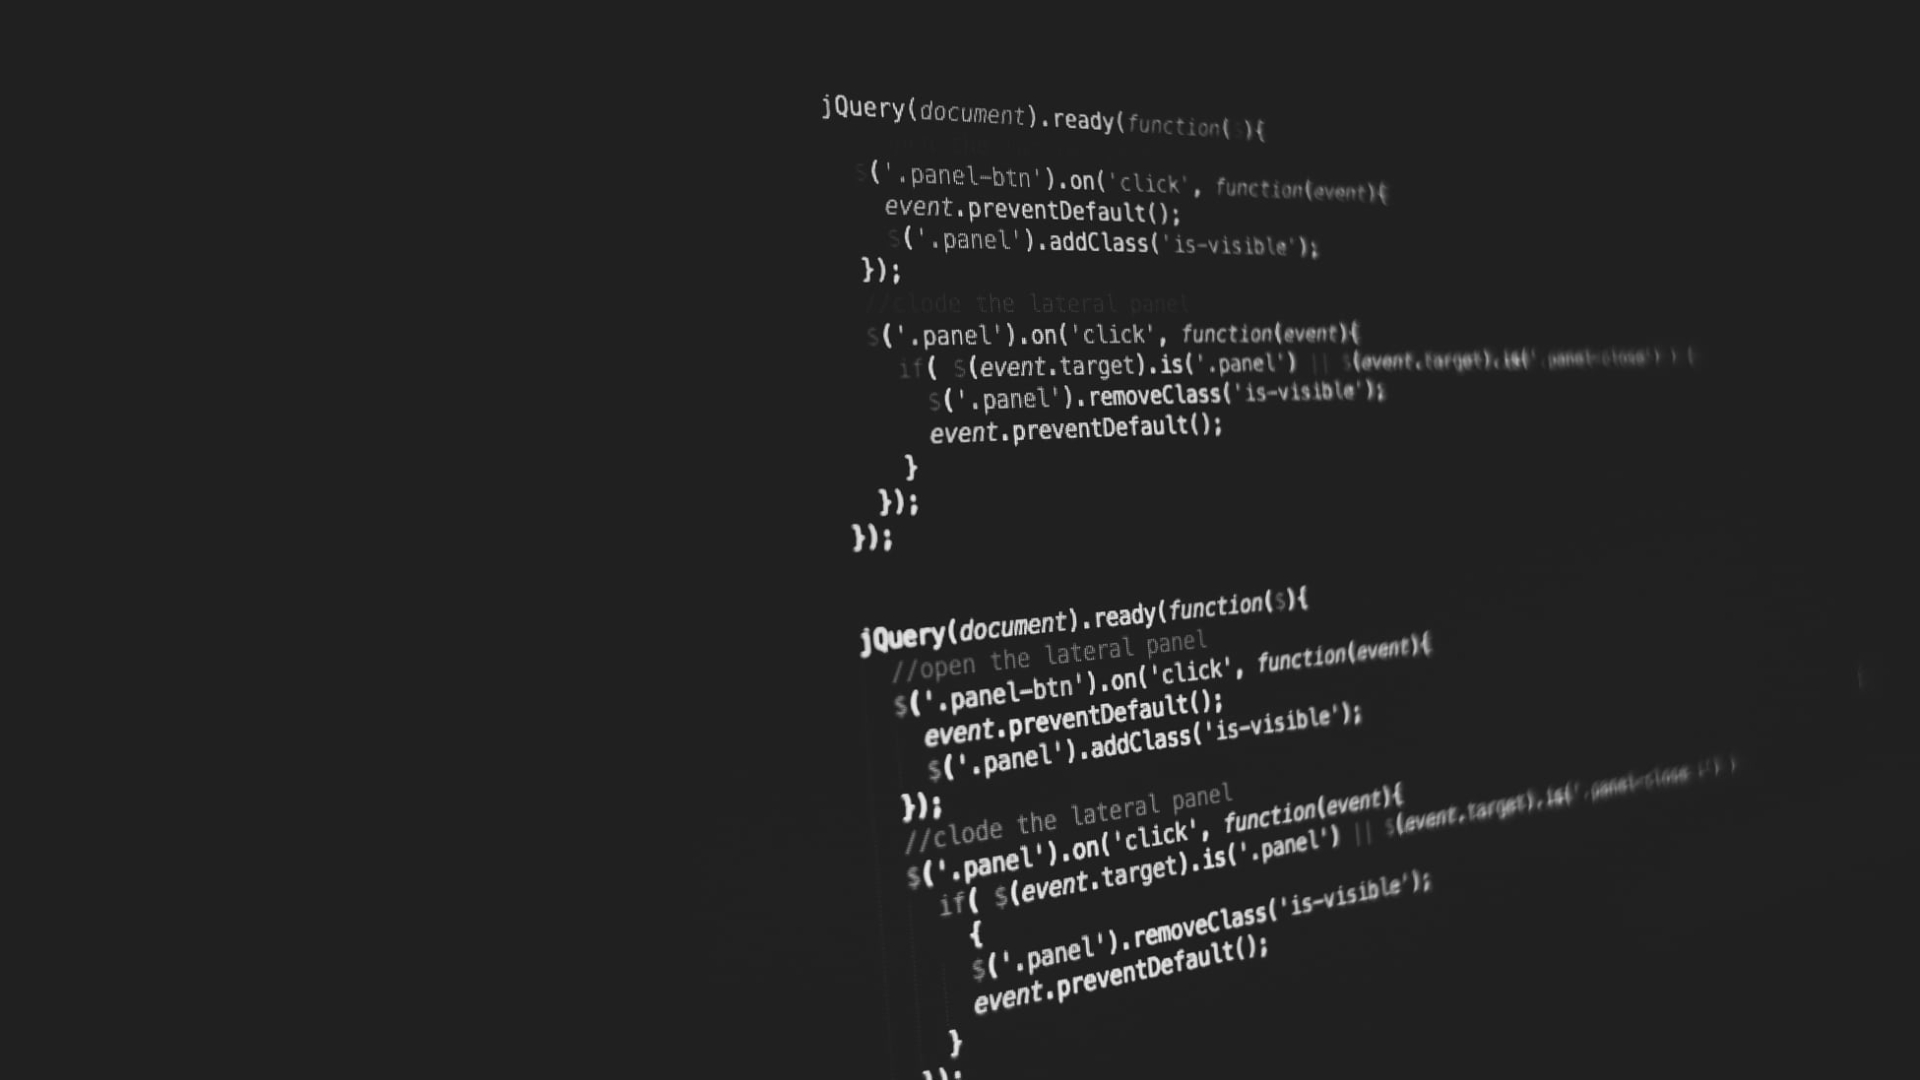 jQuery(document).ready(function($){
$('.panel-btn').on('click', function(event){
event.preventDefault();
$('.panel').addClass('is-visible');
});
//clode the lateral panel
$('.panel').on('click', function(event){
if( $(event.target).is('.panel') || $(event.target).is('.panel-close') ) {
$('.panel').removeClass('is-visible');
event.preventDefault();
}
});
});
jQuery(document).ready(function($){
//open the lateral panel
$('.panel-btn').on('click', function(event){
event.preventDefault();
$('.panel').addClass('is-visible');
});
//clode the lateral panel
$('.panel').on('click', function(event){
if( $(event.target).is('.panel') || $(event.target).is('.panel-close') )
{
$('.panel').removeClass('is-visible');
event.preventDefault();
}
});